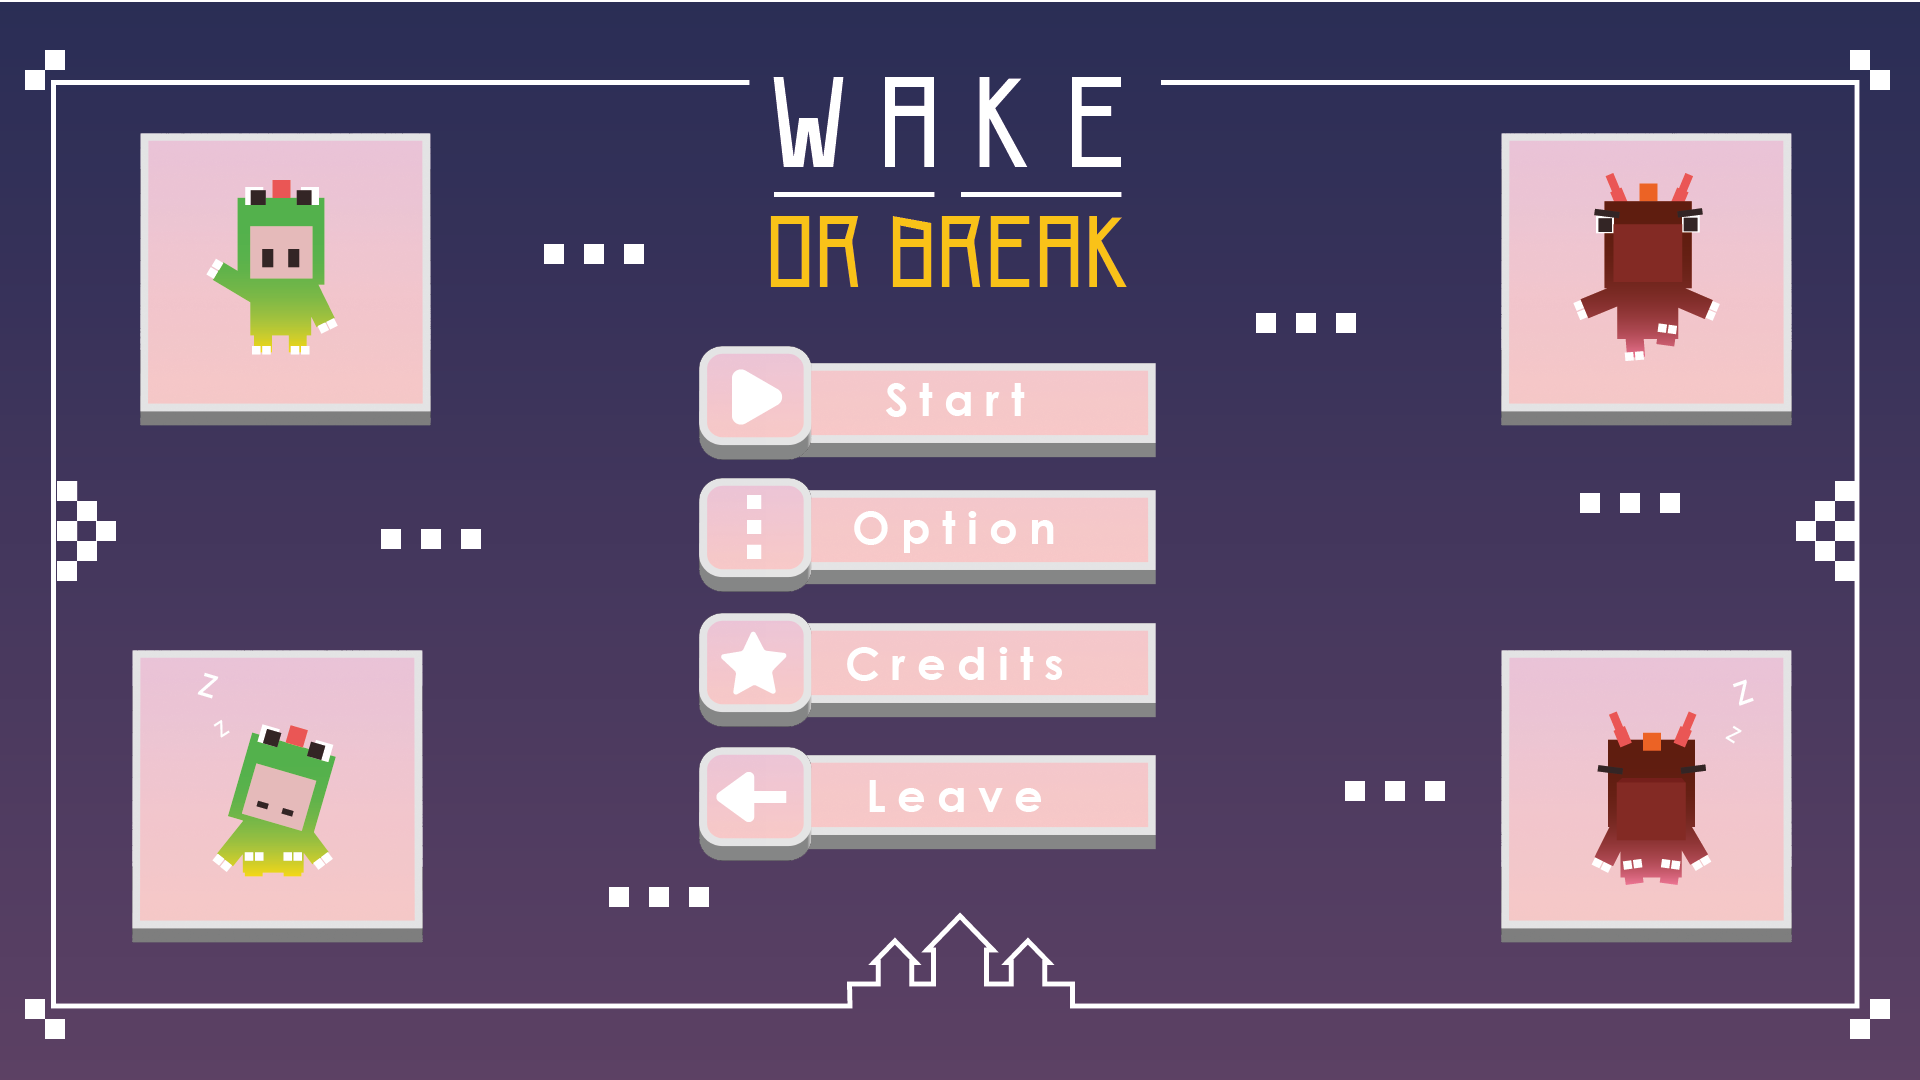 WAKE
OR BREAK
Start
Option
Credits
Leave
Z
Z
Z
Z